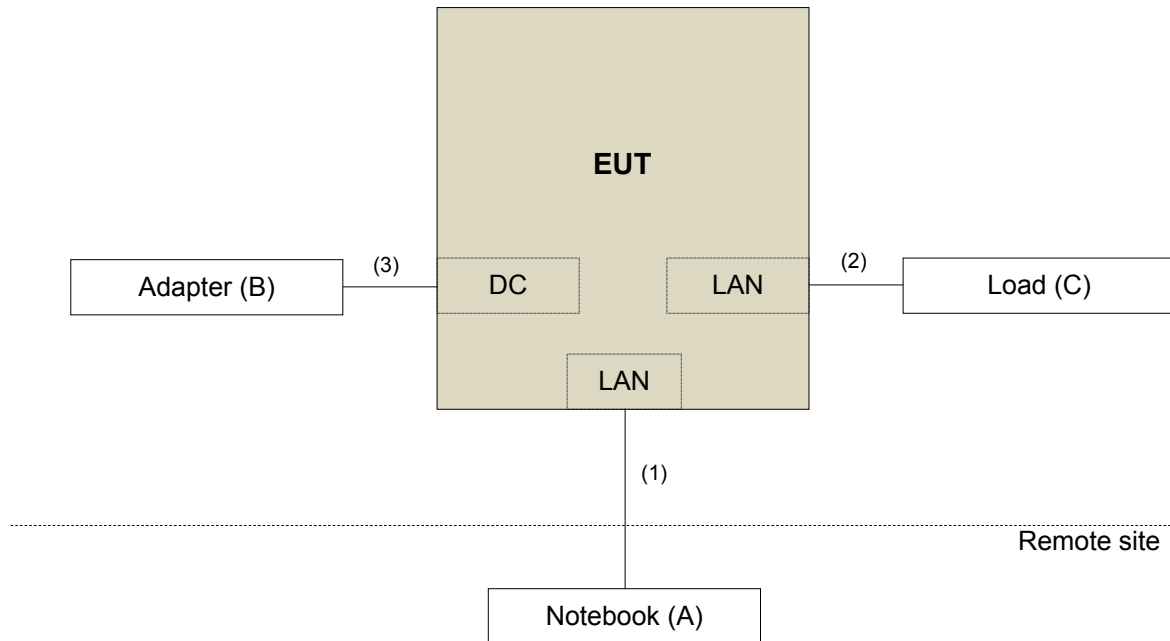 EUT
(3)
(2)
Adapter (B)
DC
LAN
Load (C)
LAN
(1)
Remote site
Notebook (A)